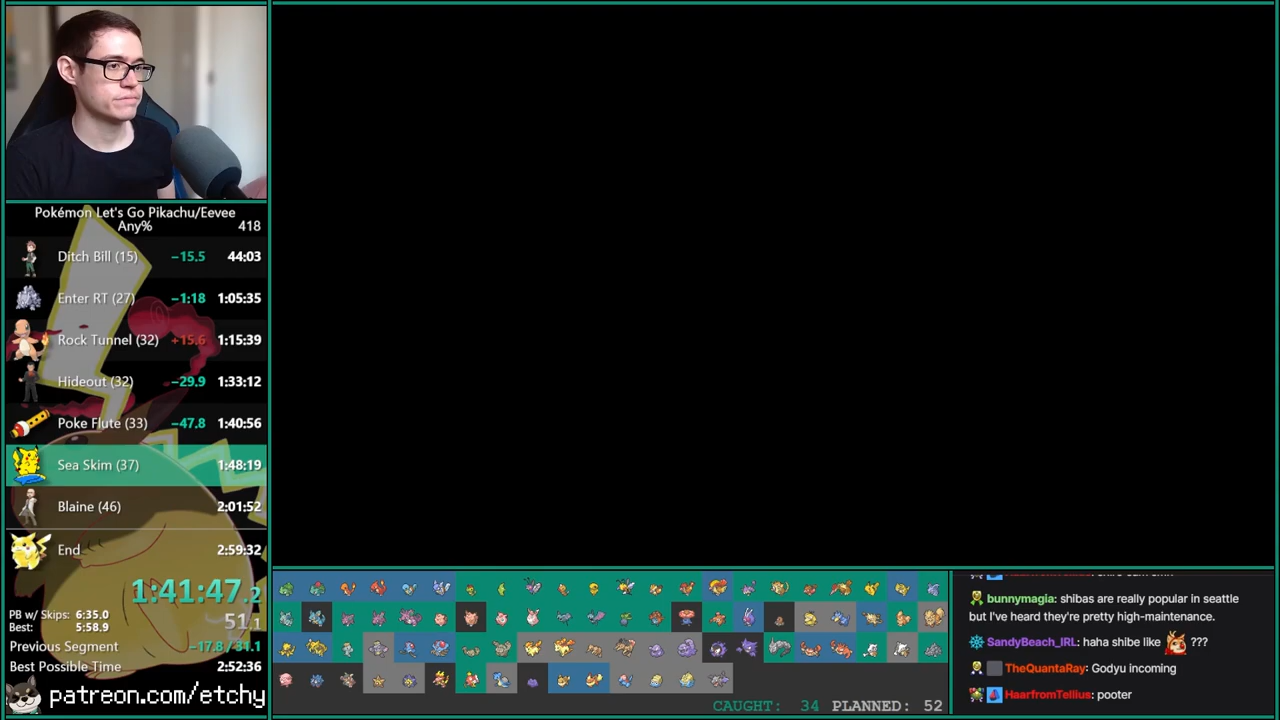 Pokémon Let's Go Pikachu/Eevee
Any% 418
Ditch Bill (15) −15.5 44:03
Enter RT (27) −1:18 1:05:35
Rock Tunnel (32) +15.6 1:15:39
Hideout (32) −29.9 1:33:12
Poke Flute (33) −47.8 1:40:56
Sea Skim (37) 1:48:19
Blaine (46) 2:01:52
End 2:59:32
1:41:47.2
PB w/ Skips: 6:35.0
Best: 5:58.9
51.1
Previous Segment −17.8 / 31.1
Best Possible Time 2:52:36
patreon.com/etchy
CAUGHT: 34 PLANNED: 52
bunnymagia: shibas are really popular in seattle
but I've heard they're pretty high-maintenance.
SandyBeach_IRL: haha shibe like ???
TheQuantaRay: Godyu incoming
HaarfromTellius: pooter